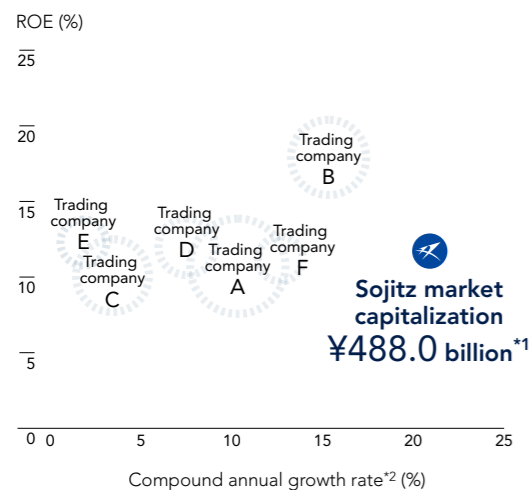 ROE (%)
25
20
Trading
company
B
15
Trading
company
E
Trading
company
D
Trading
company
F
Trading
company
A
Trading
company
C
10
Sojitz market
capitalization
¥488.0 billion*1
5
0
0 5 10 15 20 25
Compound annual growth rate*2 (%)